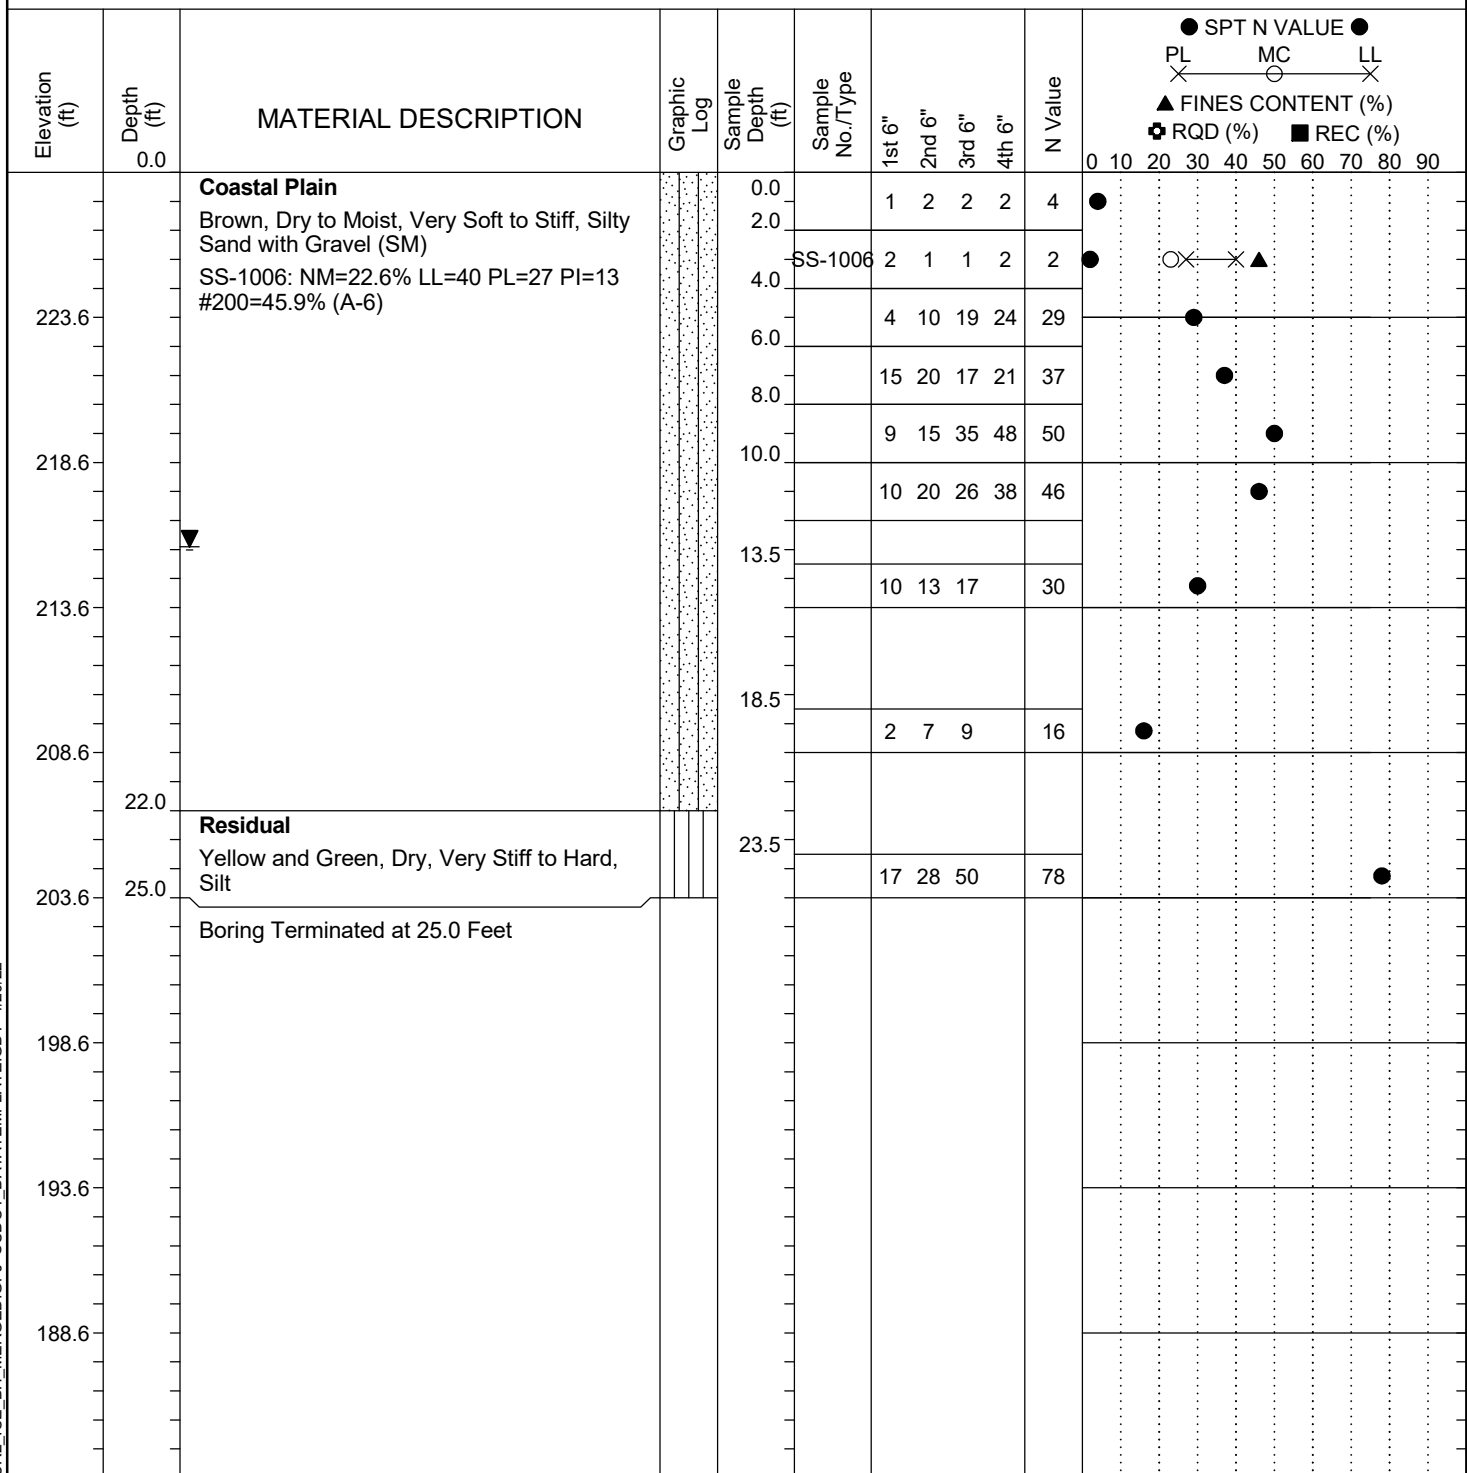 ● SPT N VALUE ●
PL MC LL
▲ FINES CONTENT (%)
RQD (%) ■ REC (%)
Elevation (ft)
Depth (ft)
0.0
MATERIAL DESCRIPTION
Graphic Log
Sample Depth (ft)
Sample No./Type
1st 6"
2nd 6"
3rd 6"
4th 6"
N Value
0 10 20 30 40 50 60 70 80 90
Coastal Plain
0.0
1 2 2 2 4
Brown, Dry to Moist, Very Soft to Stiff, Silty
2.0
Sand with Gravel (SM)
SS-1006 2 1 1 2 2
SS-1006: NM=22.6% LL=40 PL=27 PI=13
4.0
#200=45.9% (A-6)
223.6
4 10 19 24 29
6.0
15 20 17 21 37
8.0
9 15 35 48 50
10.0
218.6
10 20 26 38 46
13.5
10 13 17 30
213.6
18.5
2 7 9 16
208.6
22.0
Residual
23.5
Yellow and Green, Dry, Very Stiff to Hard,
Silt
17 28 50 78
25.0
203.6
Boring Terminated at 25.0 Feet
198.6
193.6
188.6